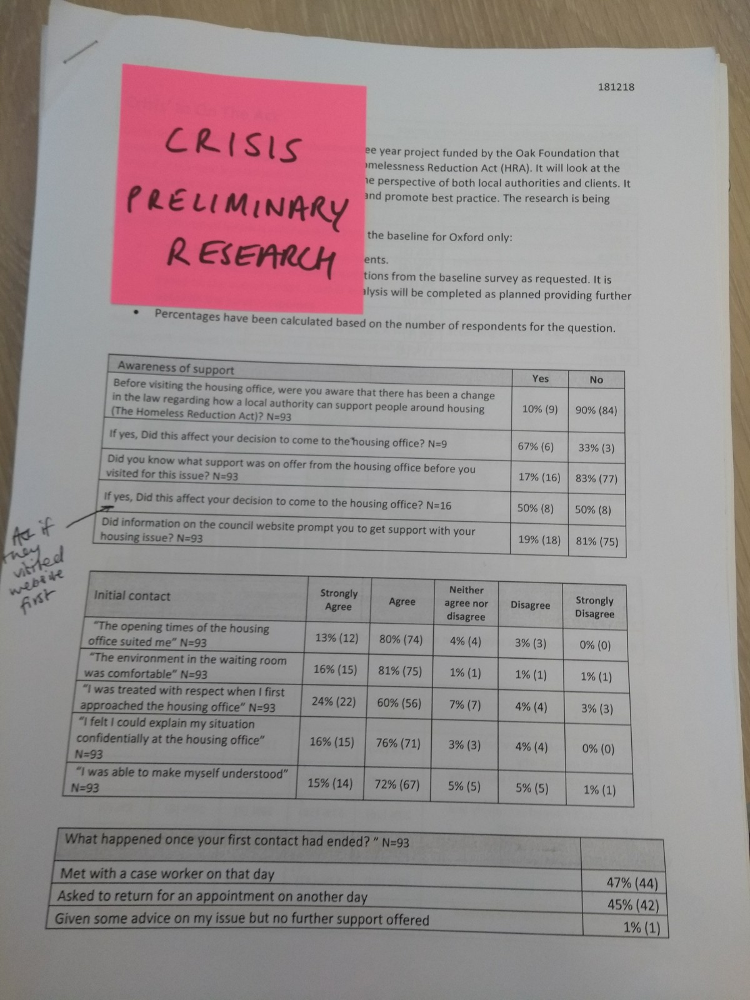 181218
CRISIS
PRELIMINARY
RESEARCH
year project funded by the Oak Foundation that
Reduction Act (HRA). It will look at the
perspective of both local authorities and clients. It
and promote best practice. The research is being
the baseline for Oxford only:
from the baseline survey as requested. It is
will be completed as planned providing further
• Percentages have been calculated based on the number of respondents for the question.
Awareness of support Yes No
Before visiting the housing office, were you aware that there has been a change
in the law regarding how a local authority can support people around housing
(The Homeless Reduction Act)? N=93 10% (9) 90% (84)
If yes, Did this affect your decision to come to the housing office? N=9 67% (6) 33% (3)
Did you know what support was on offer from the housing office before you
visited for this issue? N=93 17% (16) 83% (77)
If yes, Did this affect your decision to come to the housing office? N=16 50% (8) 50% (8)
Did information on the council website prompt you to get support with your
housing issue? N=93 19% (18) 81% (75)
if
they
visited
website
first
Initial contact Strongly Agree Agree Neither agree nor disagree Disagree Strongly Disagree
"The opening times of the housing
office suited me" N=93 13% (12) 80% (74) 4% (4) 3% (3) 0% (0)
"The environment in the waiting room
was comfortable" N=93 16% (15) 81% (75) 1% (1) 1% (1) 1% (1)
"I was treated with respect when I first
approached the housing office" N=93 24% (22) 60% (56) 7% (7) 4% (4) 3% (3)
"I felt I could explain my situation
confidentially at the housing office"
N=93 16% (15) 76% (71) 3% (3) 4% (4) 0% (0)
"I was able to make myself understood"
N=93 15% (14) 72% (67) 5% (5) 5% (5) 1% (1)
What happened once your first contact had ended? " N=93
Met with a case worker on that day 47% (44)
Asked to return for an appointment on another day 45% (42)
Given some advice on my issue but no further support offered 1% (1)